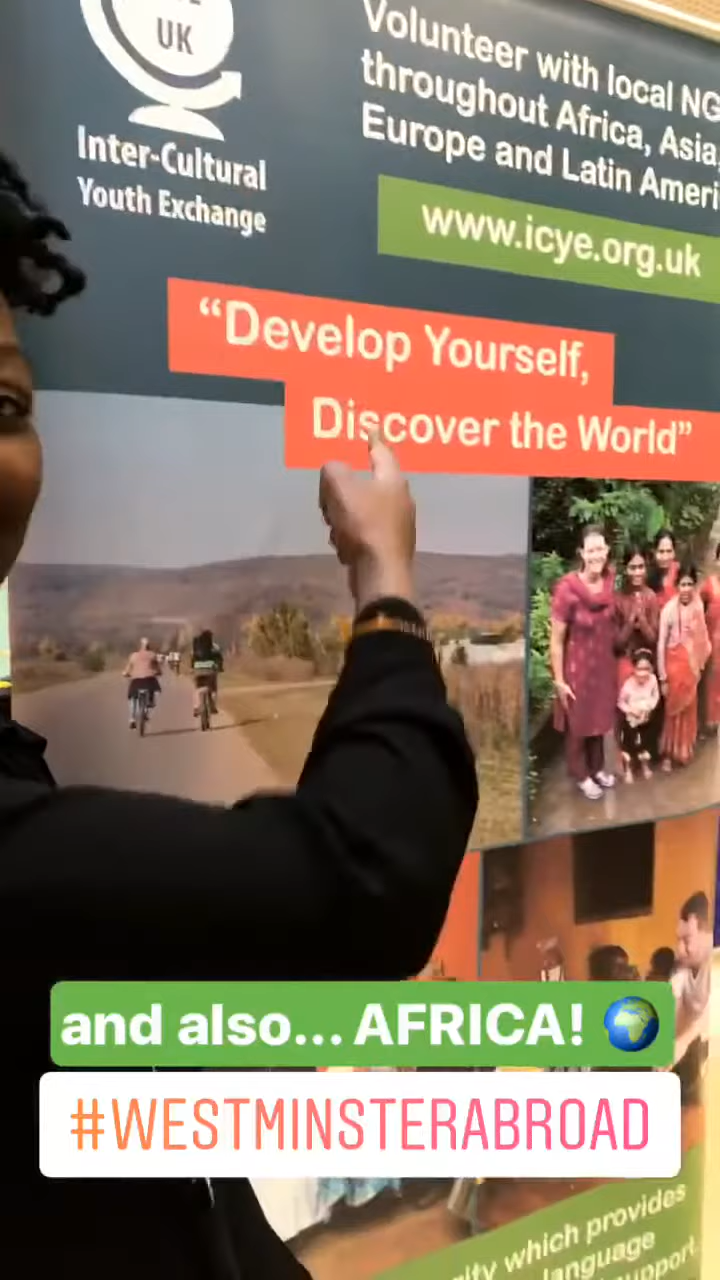 UK
Inter-Cultural
Youth Exchange
Volunteer with local
throughout Africa, Asia,
Europe and Latin
www.icye.org.uk
“Develop Yourself,
Discover the World”
and also... AFRICA! 🌍
#WESTMINSTERABROAD
which provides
language
support.